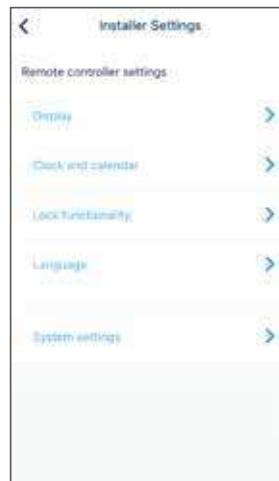 Installer Settings
Remote controller settings
Display
Clock and calendar
Lock functionality
Language
System settings